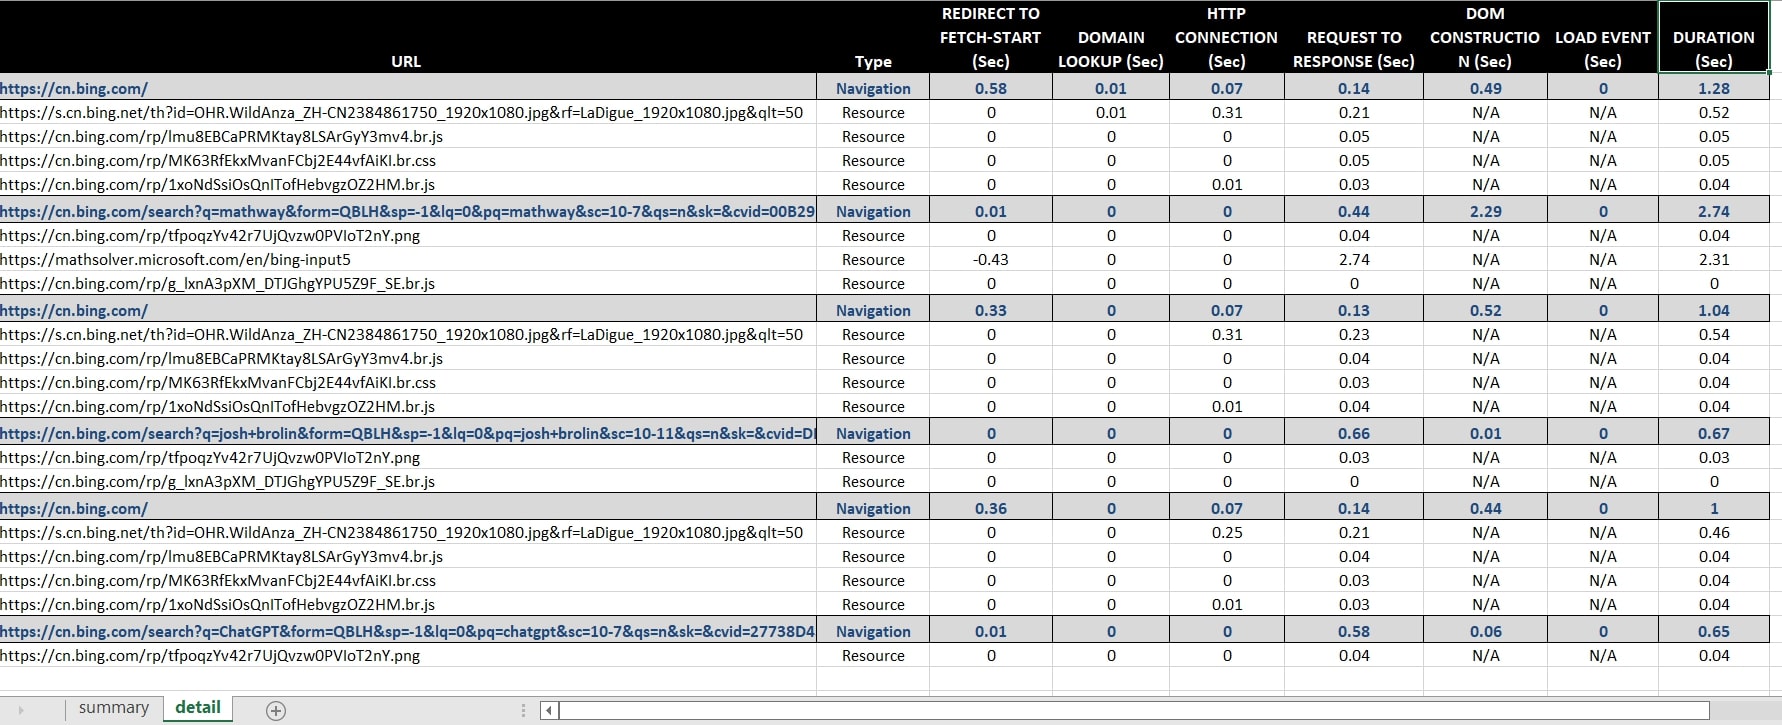 URL Type REDIRECT TO FETCH-START (Sec) DOMAIN LOOKUP (Sec) HTTP CONNECTION (Sec) REQUEST TO RESPONSE (Sec) DOM CONSTRUCTIO N (Sec) LOAD EVENT (Sec) DURATION (Sec)
https://cn.bing.com/ Navigation 0.58 0.01 0.07 0.14 0.49 0 1.28
https://s.cn.bing.net/th?id=OHR.WildAnza_ZH-CN2384861750_1920x1080.jpg&rf=LaDigue_1920x1080.jpg&qlt=50 Resource 0 0.01 0.31 0.21 N/A N/A 0.52
https://cn.bing.com/rp/lmu8EBCaPRMKtay8LSArGyY3mv4.br.js Resource 0 0 0 0.05 N/A N/A 0.05
https://cn.bing.com/rp/MK63RfEkxMvanFCbj2E44vfAiKI.br.css Resource 0 0 0 0.05 N/A N/A 0.05
https://cn.bing.com/rp/1xoNdSsiOsQnITofHebvgzOZ2HM.br.js Resource 0 0 0.01 0.03 N/A N/A 0.04
https://cn.bing.com/search?q=mathway&form=QBLH&sp=-1&lq=0&pq=mathway&sc=10-7&qs=n&sk=&cvid=00B29 Navigation 0.01 0 0 0.44 2.29 0 2.74
https://cn.bing.com/rp/tfpoqzYv42r7UjQvzw0PVIoT2nY.png Resource 0 0 0 0.04 N/A N/A 0.04
https://mathsolver.microsoft.com/en/bing-input5 Resource -0.43 0 0 2.74 N/A N/A 2.31
https://cn.bing.com/rp/g_lxnA3pXM_DTJGhgYPU5Z9F_SE.br.js Resource 0 0 0 0 N/A N/A 0
https://cn.bing.com/ Navigation 0.33 0 0.07 0.13 0.52 0 1.04
https://s.cn.bing.net/th?id=OHR.WildAnza_ZH-CN2384861750_1920x1080.jpg&rf=LaDigue_1920x1080.jpg&qlt=50 Resource 0 0 0.31 0.23 N/A N/A 0.54
https://cn.bing.com/rp/lmu8EBCaPRMKtay8LSArGyY3mv4.br.js Resource 0 0 0 0.04 N/A N/A 0.04
https://cn.bing.com/rp/MK63RfEkxMvanFCbj2E44vfAiKI.br.css Resource 0 0 0 0.03 N/A N/A 0.04
https://cn.bing.com/rp/1xoNdSsiOsQnITofHebvgzOZ2HM.br.js Resource 0 0 0.01 0.04 N/A N/A 0.04
https://cn.bing.com/search?q=josh+brolin&form=QBLH&sp=-1&lq=0&pq=josh+brolin&sc=10-11&qs=n&sk=&cvid=D Navigation 0 0 0 0.66 0.01 0 0.67
https://cn.bing.com/rp/tfpoqzYv42r7UjQvzw0PVIoT2nY.png Resource 0 0 0 0.03 N/A N/A 0.03
https://cn.bing.com/rp/g_lxnA3pXM_DTJGhgYPU5Z9F_SE.br.js Resource 0 0 0 0 N/A N/A 0
https://cn.bing.com/ Navigation 0.36 0 0.07 0.14 0.44 0 1
https://s.cn.bing.net/th?id=OHR.WildAnza_ZH-CN2384861750_1920x1080.jpg&rf=LaDigue_1920x1080.jpg&qlt=50 Resource 0 0 0.25 0.21 N/A N/A 0.46
https://cn.bing.com/rp/lmu8EBCaPRMKtay8LSArGyY3mv4.br.js Resource 0 0 0 0.04 N/A N/A 0.04
https://cn.bing.com/rp/MK63RfEkxMvanFCbj2E44vfAiKI.br.css Resource 0 0 0 0.03 N/A N/A 0.04
https://cn.bing.com/rp/1xoNdSsiOsQnITofHebvgzOZ2HM.br.js Resource 0 0 0.01 0.03 N/A N/A 0.04
https://cn.bing.com/search?q=ChatGPT&form=QBLH&sp=-1&lq=0&pq=chatgpt&sc=10-7&qs=n&sk=&cvid=27738D4 Navigation 0.01 0 0 0.58 0.06 0 0.65
https://cn.bing.com/rp/tfpoqzYv42r7UjQvzw0PVIoT2nY.png Resource 0 0 0 0.04 N/A N/A 0.04
summary detail